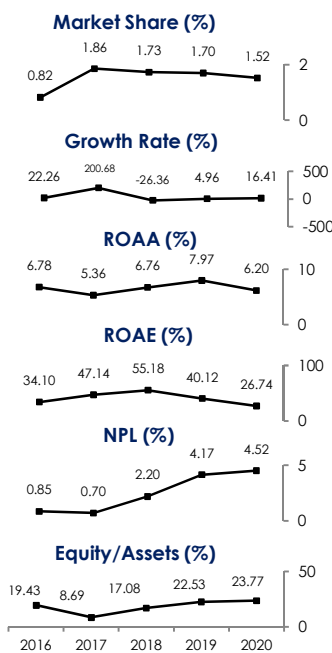 Market Share (%)
0.82 1.86 1.73 1.70 1.52
2
0
Growth Rate (%)
22.26 200.68 -26.36 4.96 16.41
500
0
-500
ROAA (%)
6.78 5.36 6.76 7.97 6.20
10
0
ROAE (%)
34.10 47.14 55.18 40.12 26.74
100
0
NPL (%)
0.85 0.70 2.20 4.17 4.52
5
0
Equity/Assets (%)
19.43 8.69 17.08 22.53 23.77
50
0
2016 2017 2018 2019 2020